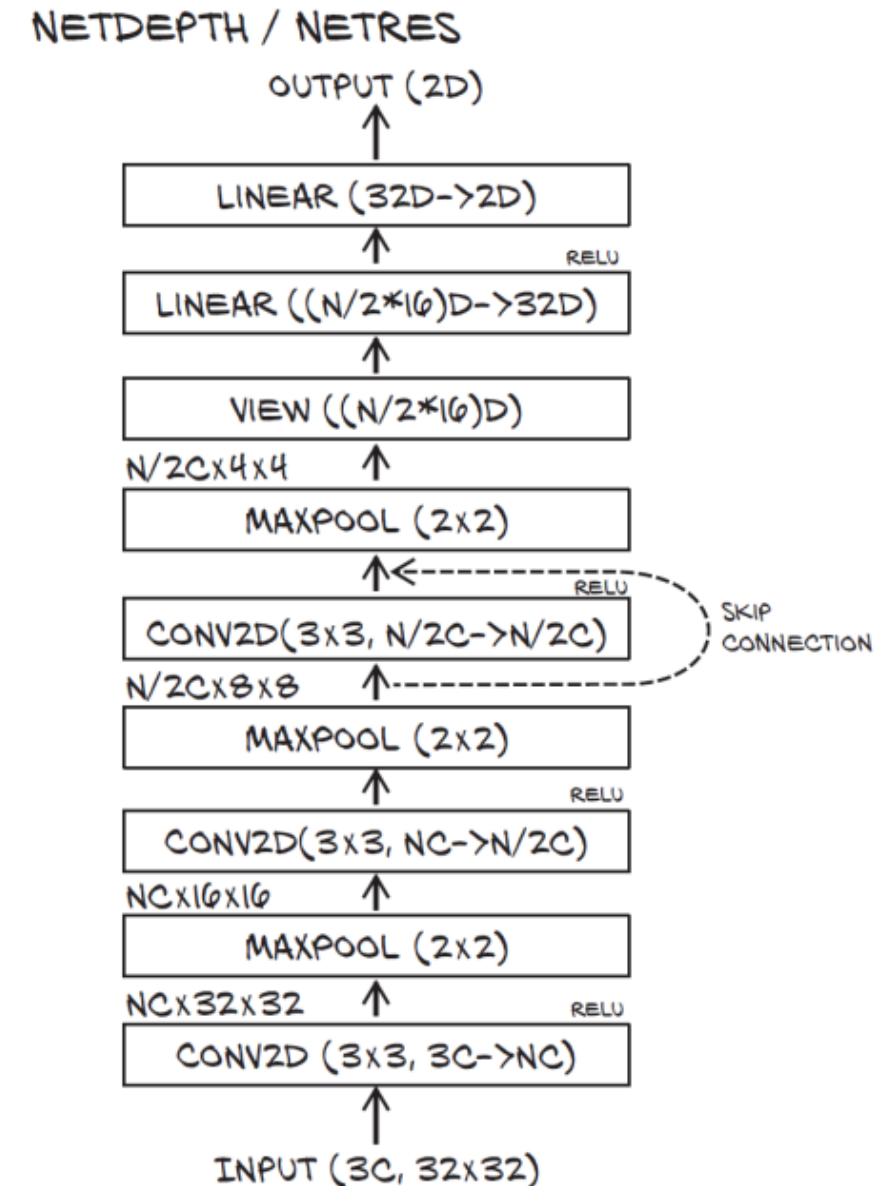 NETDEPTH / NETRES
OUTPUT (2D)
LINEAR (32D->2D)
RELU
LINEAR ((N/2*16)D->32D)
VIEW ((N/2*16)D)
N/2CX4X4
MAXPOOL (2X2)
RELU
SKIP
CONNECTION
CONV2D(3X3, N/2C->N/2C)
N/2CX8X8
MAXPOOL (2X2)
RELU
CONV2D(3X3, NC->N/2C)
NCX16X16
MAXPOOL (2X2)
NCX32X32
RELU
CONV2D (3X3, 3C->NC)
INPUT (3C, 32X32)